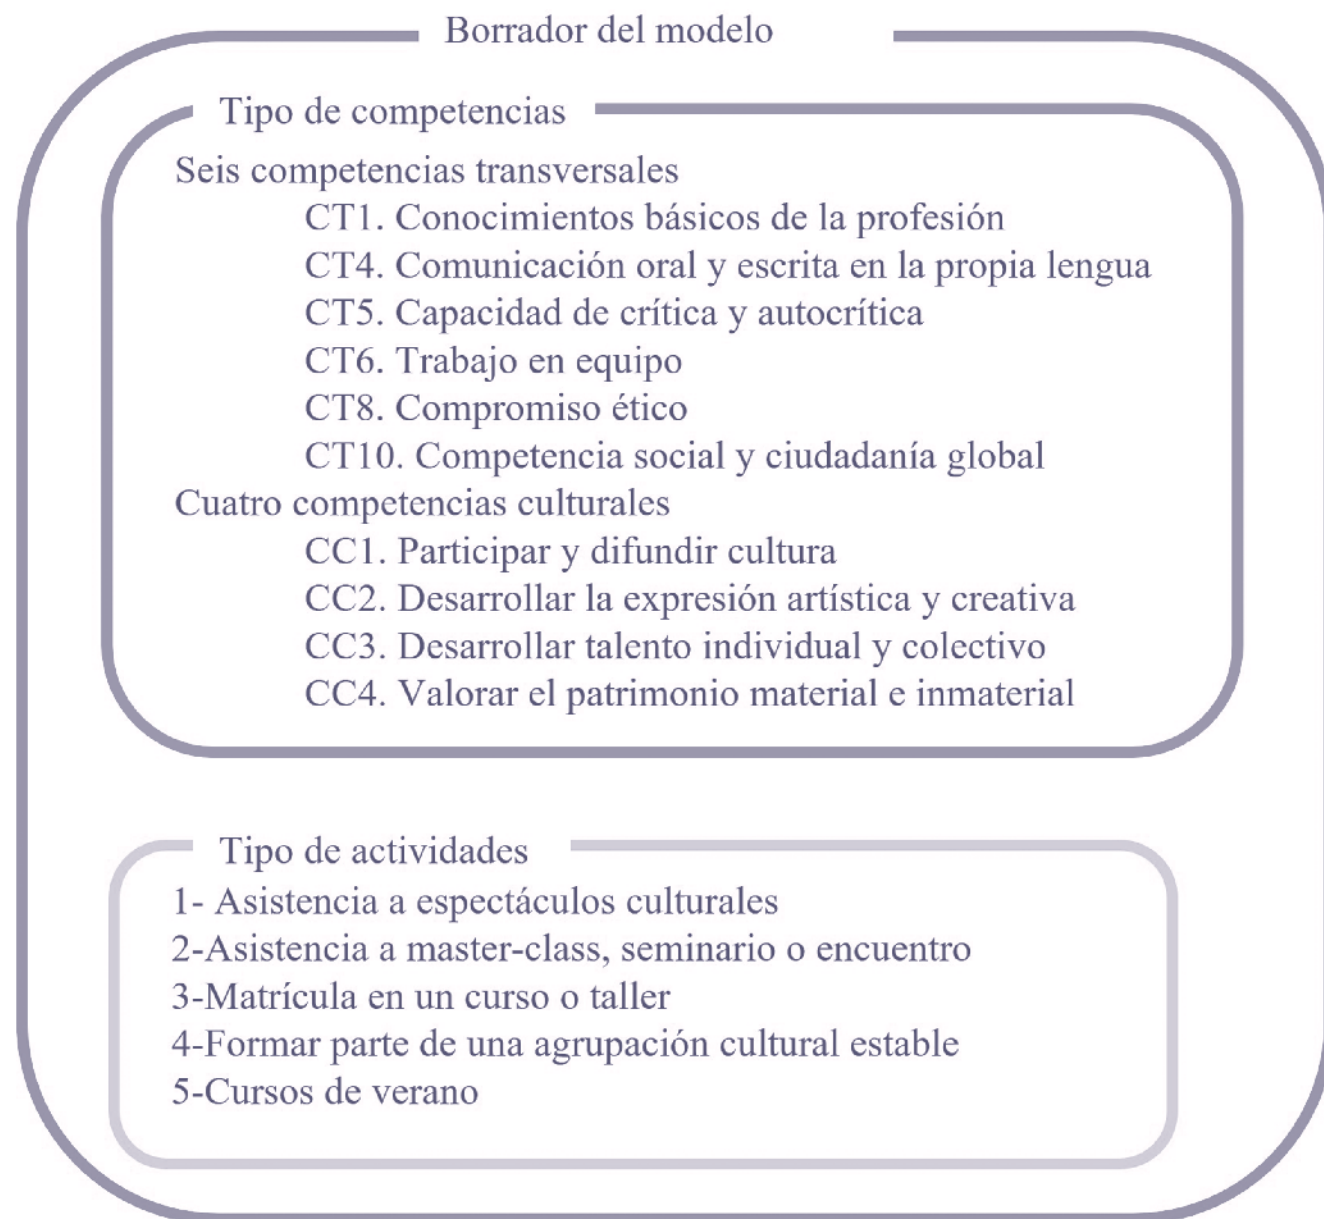 Borrador del modelo
Tipo de competencias
Seis competencias transversales
CT1. Conocimientos básicos de la profesión
CT4. Comunicación oral y escrita en la propia lengua
CT5. Capacidad de crítica y autocrítica
CT6. Trabajo en equipo
CT8. Compromiso ético
CT10. Competencia social y ciudadanía global
Cuatro competencias culturales
CC1. Participar y difundir cultura
CC2. Desarrollar la expresión artística y creativa
CC3. Desarrollar talento individual y colectivo
CC4. Valorar el patrimonio material e inmaterial
Tipo de actividades
1- Asistencia a espectáculos culturales
2-Asistencia a master-class, seminario o encuentro
3-Matrícula en un curso o taller
4-Formar parte de una agrupación cultural estable
5-Cursos de verano